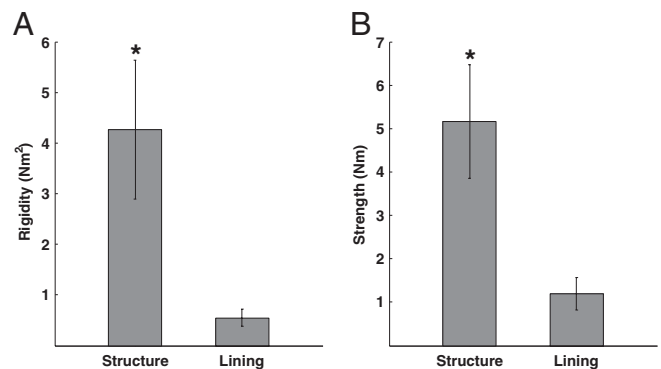 A
6
5
4
3
2
1
Rigidity (Nm²)
*
Structure Lining
B
7
6
5
4
3
2
1
Strength (Nm)
*
Structure Lining